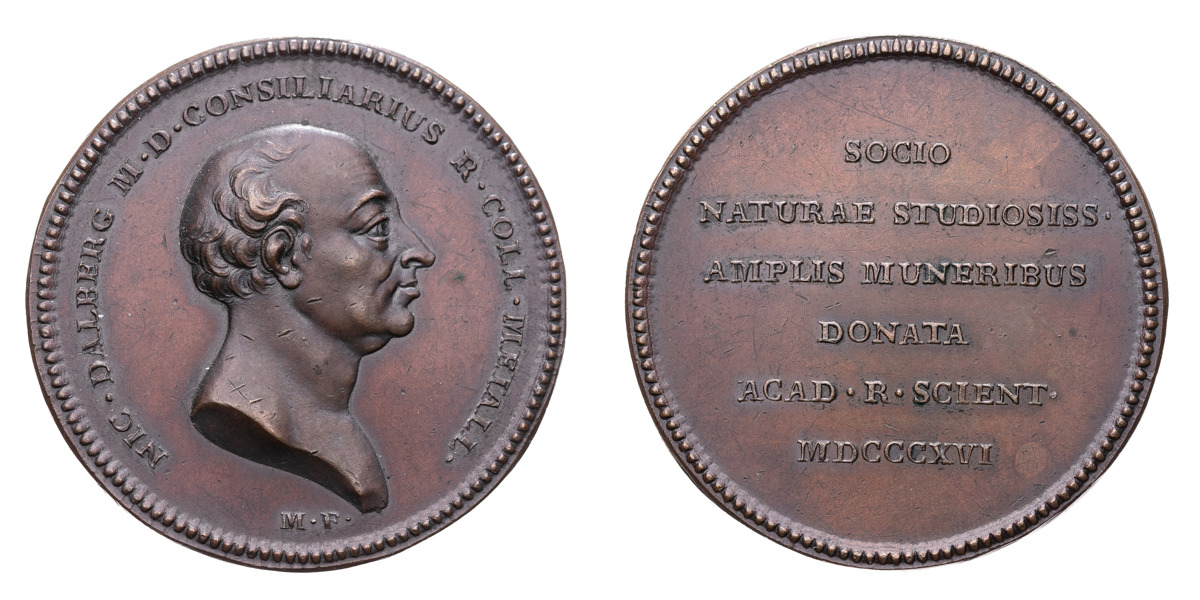 NIC · DALBERG M · D · CONSILIARIUS R · COLL · METALL ·
M · F ·
SOCIO
NATURAE STUDIOSISS ·
AMPLIS MUNERIBUS
DONATA
ACAD · R · SCIENT ·
MDCCCXVI